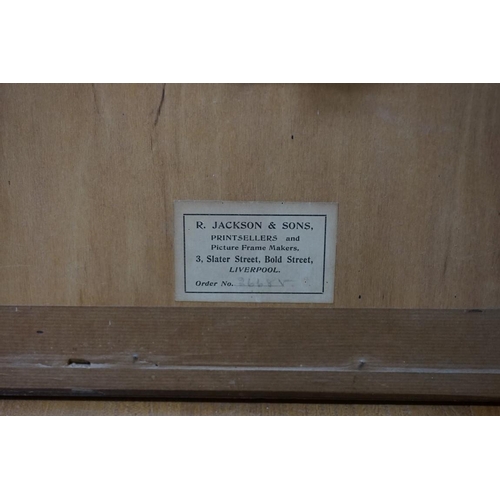 R. JACKSON & SONS,
PRINTSELLERS and
Picture Frame Makers,
3, Slater Street, Bold Street,
LIVERPOOL.
Order No.